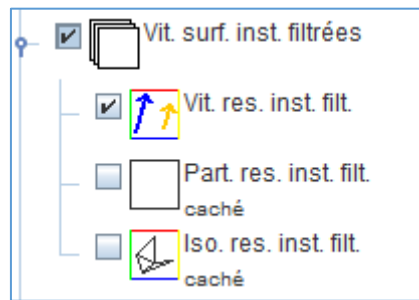 Vit. surf. inst. filtrées
Vit. res. inst. filt.
Part. res. inst. filt.
caché
Iso. res. inst. filt.
caché